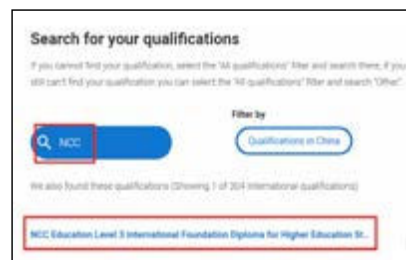 Search for your qualifications
If you cannot find your qualification, select the "All qualifications" filter and search there, if you
still can't find your qualification you can select the "All qualifications" filter and search "Other".
Filter by
NCC
Qualifications in China
We also found these qualifications (Showing 1 of 304 international qualifications)
NCC Education Level 3 International Foundation Diploma for Higher Education St...